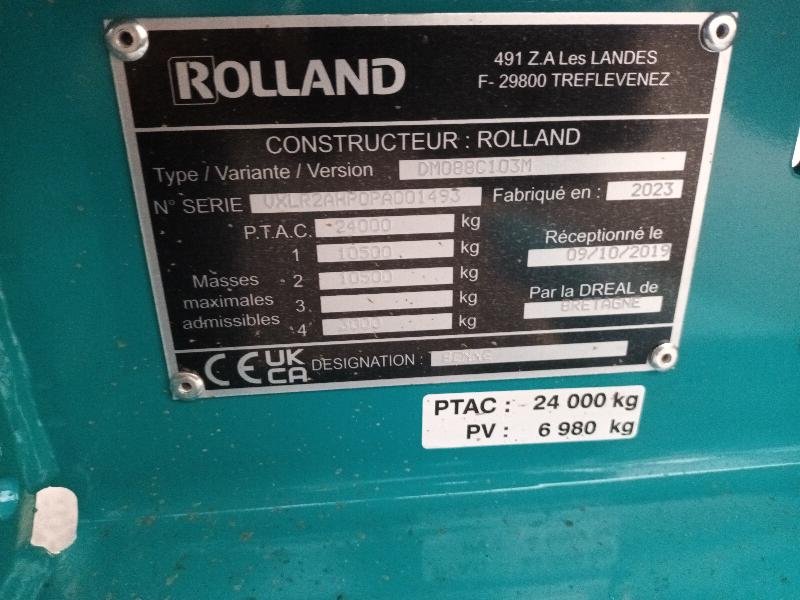 ROLLAND
491 Z.A Les LANDES
F- 29800 TREFLEVENEZ
CONSTRUCTEUR : ROLLAND
Type / Variante / Version DM088C103M
N° SERIE VXLR2AHP0PA001493 Fabriqué en : 2023
P.T.A.C. 24000 kg
Réceptionné le
09/10/2019
Par la DREAL de
BRETAGNE
Masses maximales admissibles
1 10500 kg
2 10500 kg
3 kg
4 3000 kg
CE UK CA DESIGNATION : BENNE
PTAC : 24 000 kg
PV : 6 980 kg